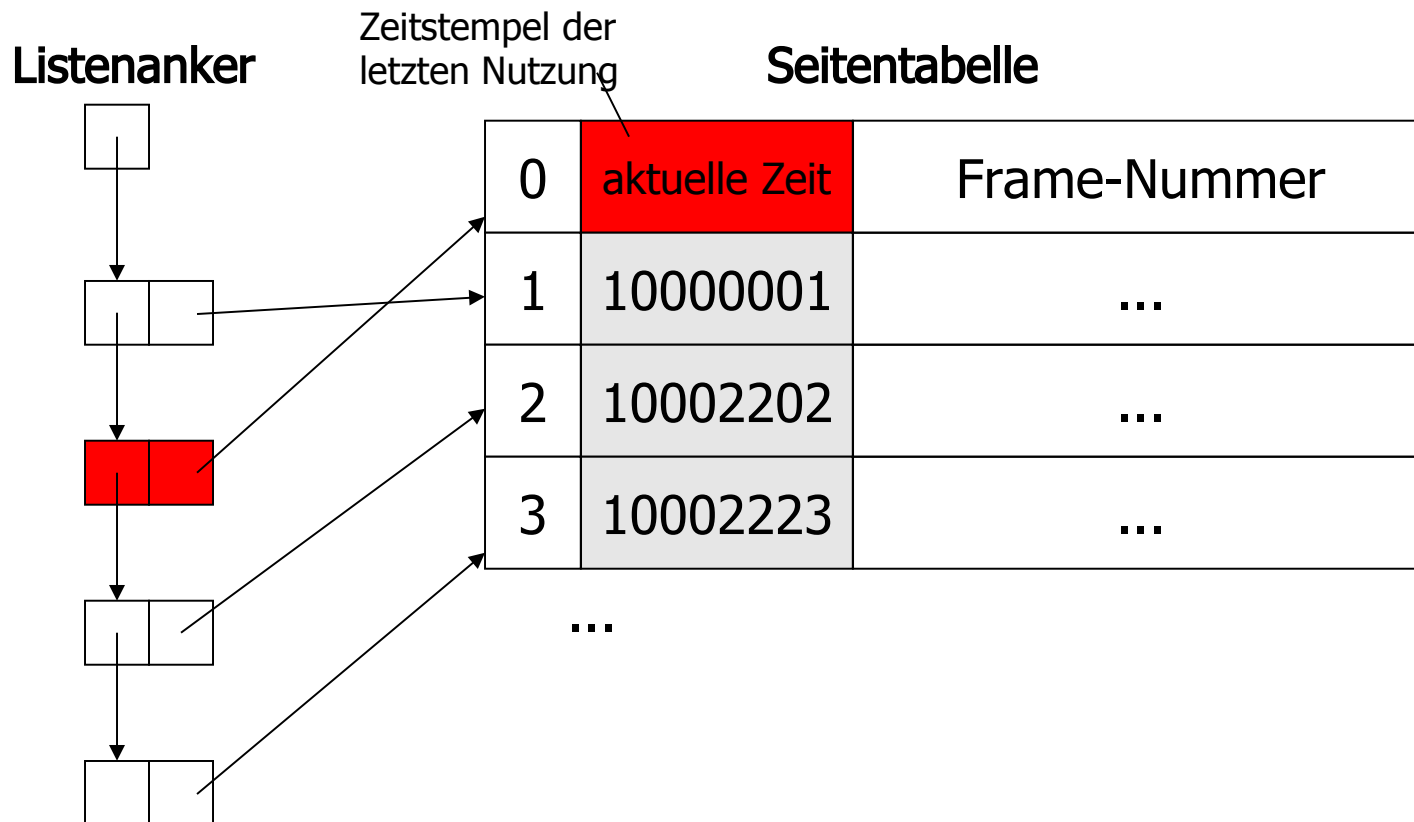 Zeitstempel der
letzten Nutzung
Listenanker
Seitentabelle
0 aktuelle Zeit Frame-Nummer
1 10000001 ...
2 10002202 ...
3 10002223 ...
...